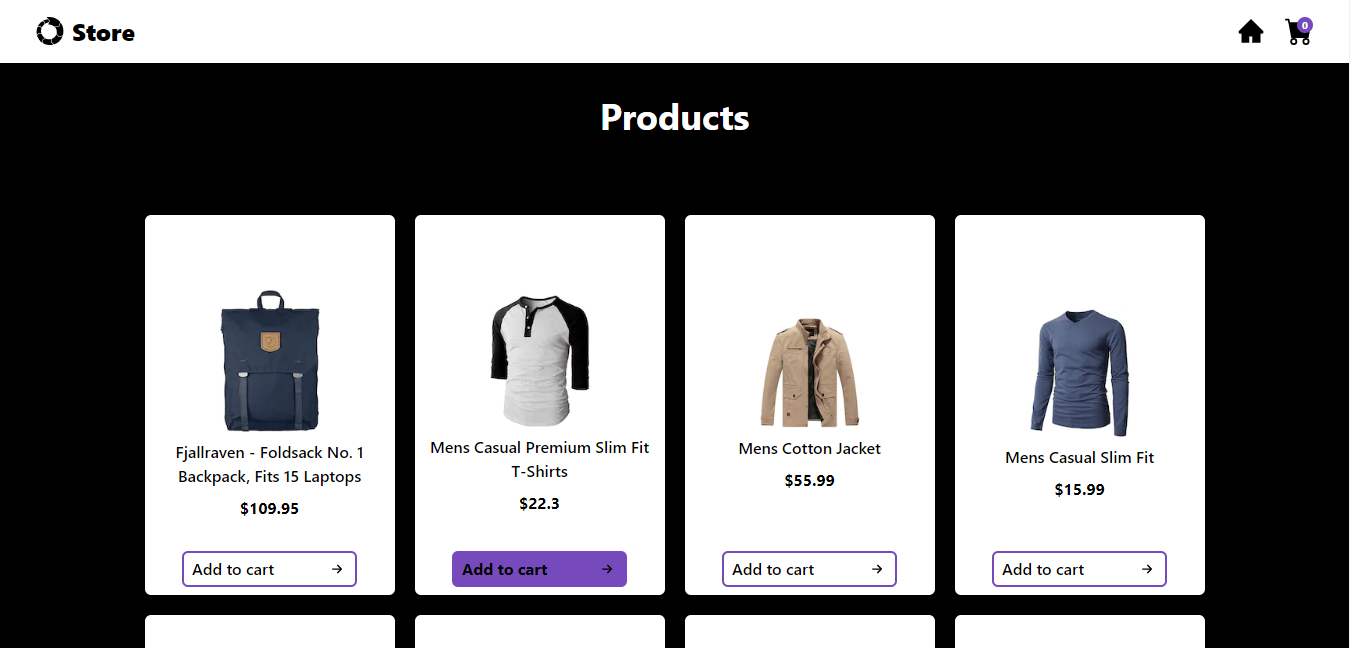 Store
0
Products
Fjallraven - Foldsack No. 1
Backpack, Fits 15 Laptops
$109.95
Add to cart
Mens Casual Premium Slim Fit
T-Shirts
$22.3
Add to cart
Mens Cotton Jacket
$55.99
Add to cart
Mens Casual Slim Fit
$15.99
Add to cart